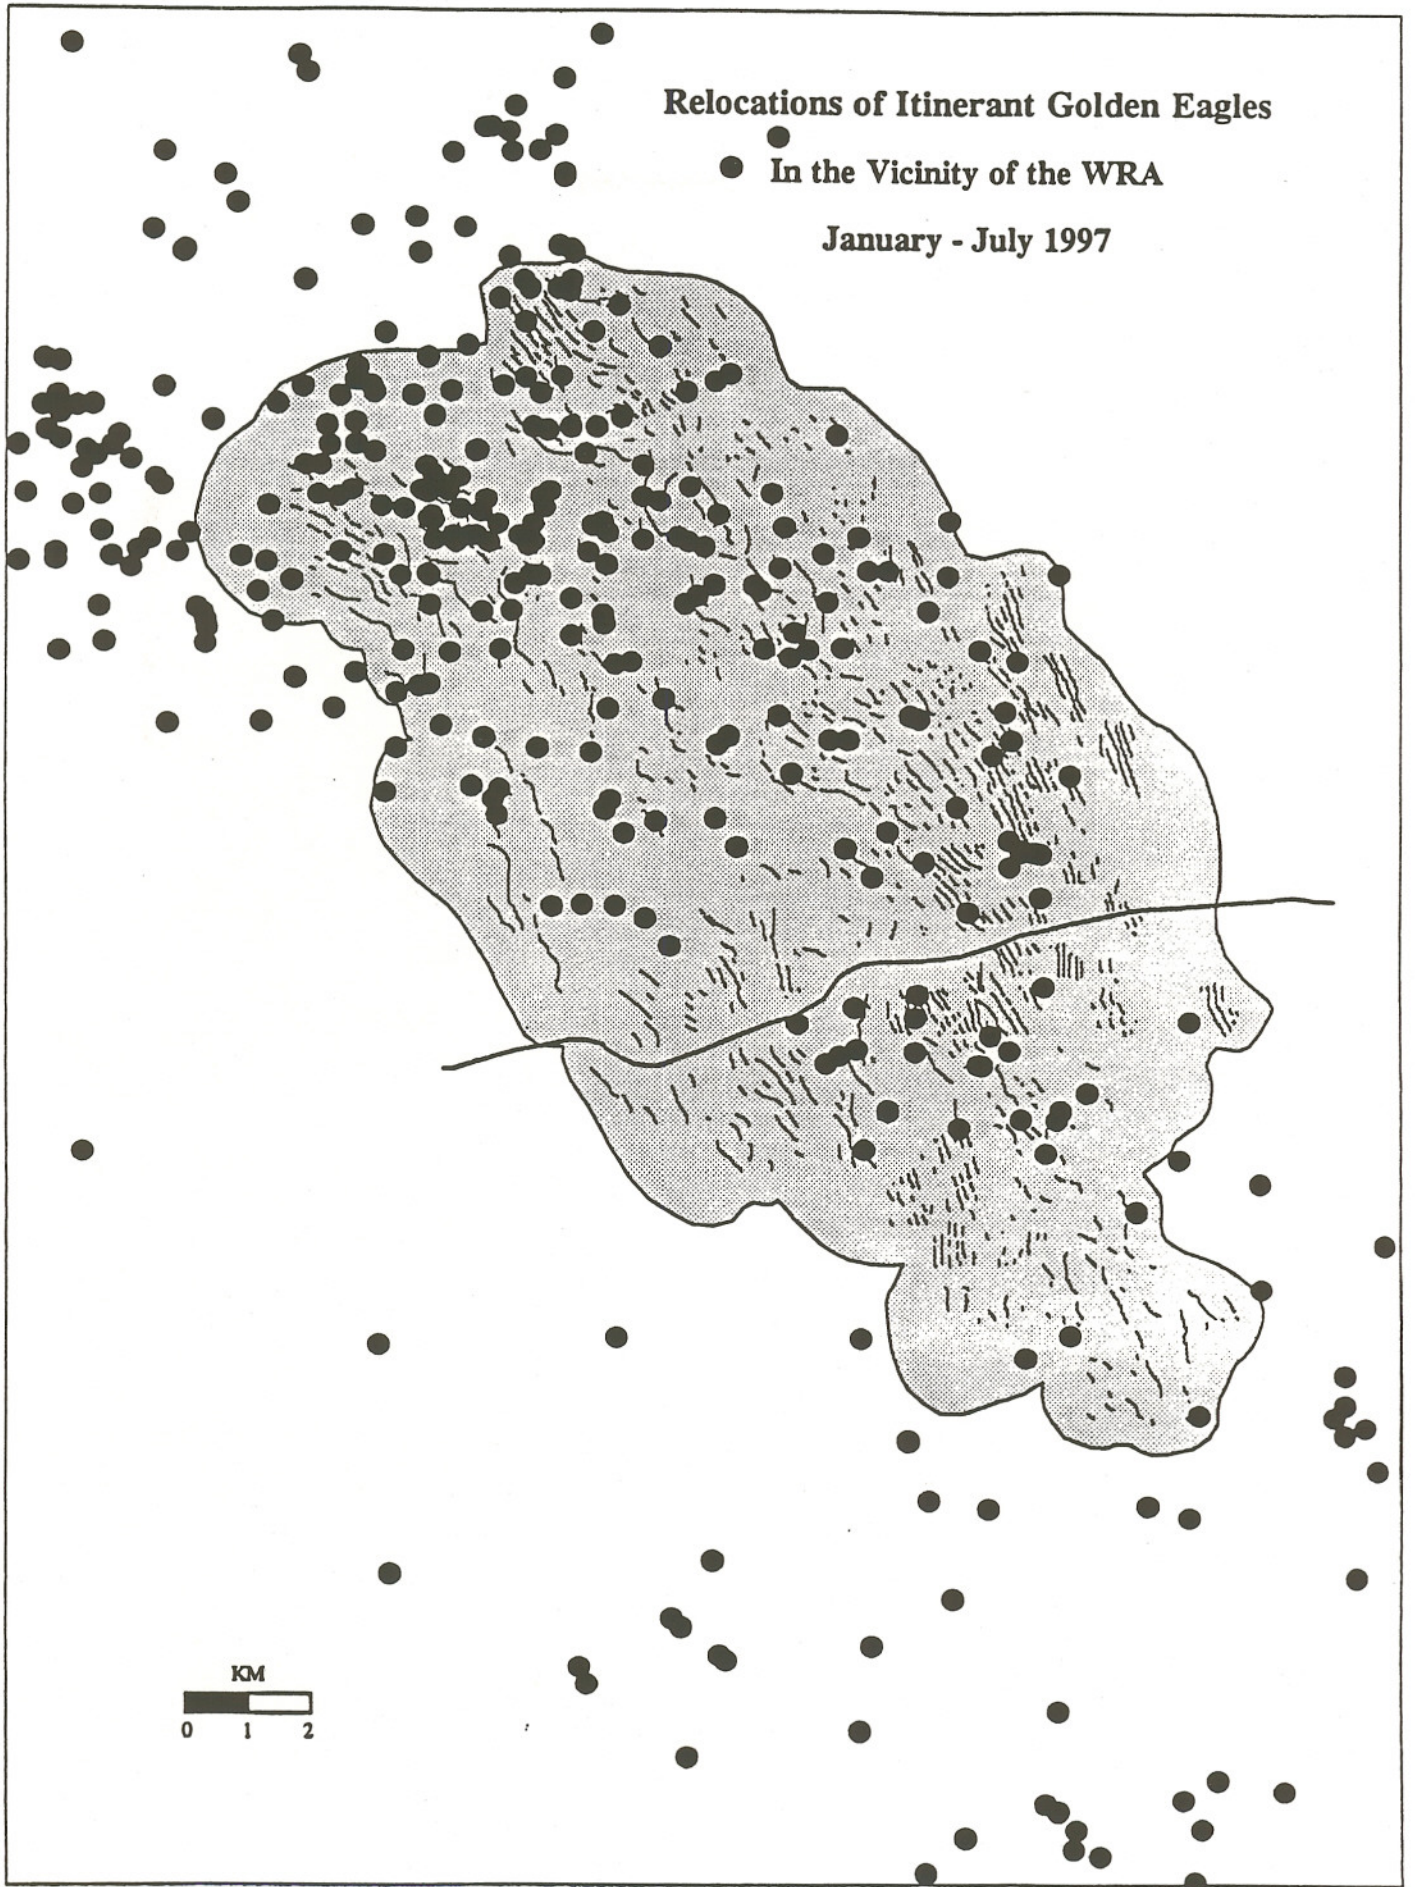 Relocations of Itinerant Golden Eagles
In the Vicinity of the WRA
January - July 1997
KM
0 1 2